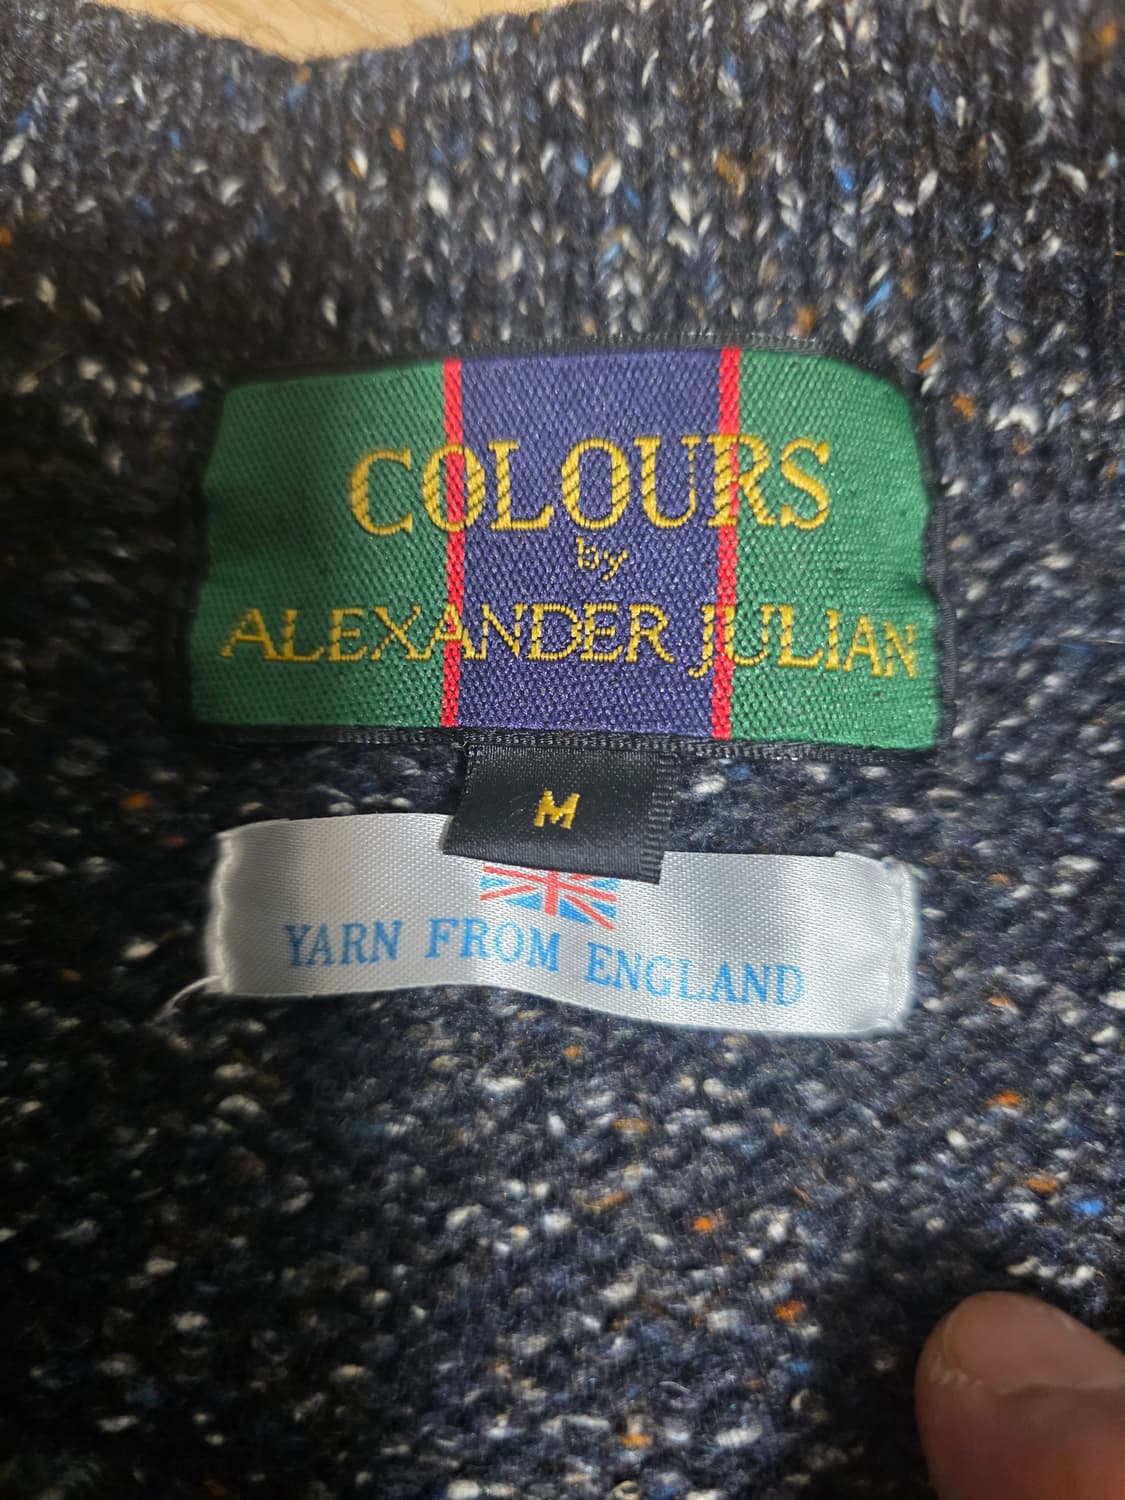 COLOURS
by
ALEXANDER JULIAN
M
YARN FROM ENGLAND